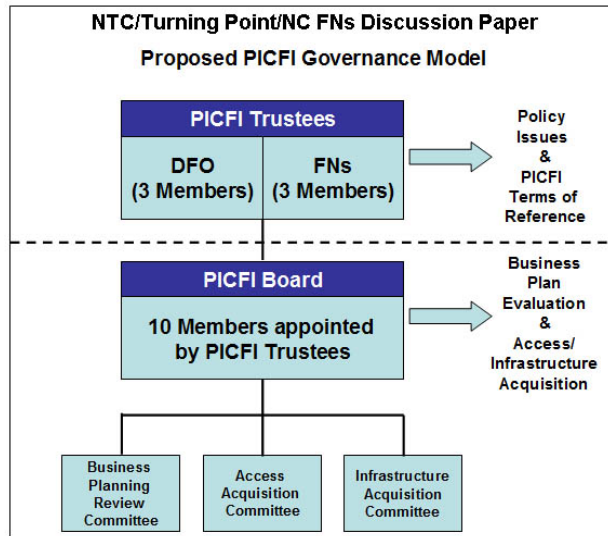 NTC/Turning Point/NC FNs Discussion Paper
Proposed PICFI Governance Model
PICFI Trustees
DFO
(3 Members)
FNs
(3 Members)
Policy
Issues
&
PICFI
Terms of
Reference
PICFI Board
10 Members appointed
by PICFI Trustees
Business
Plan
Evaluation
&
Access/
Infrastructure
Acquisition
Business
Planning
Review
Committee
Access
Acquisition
Committee
Infrastructure
Acquisition
Committee